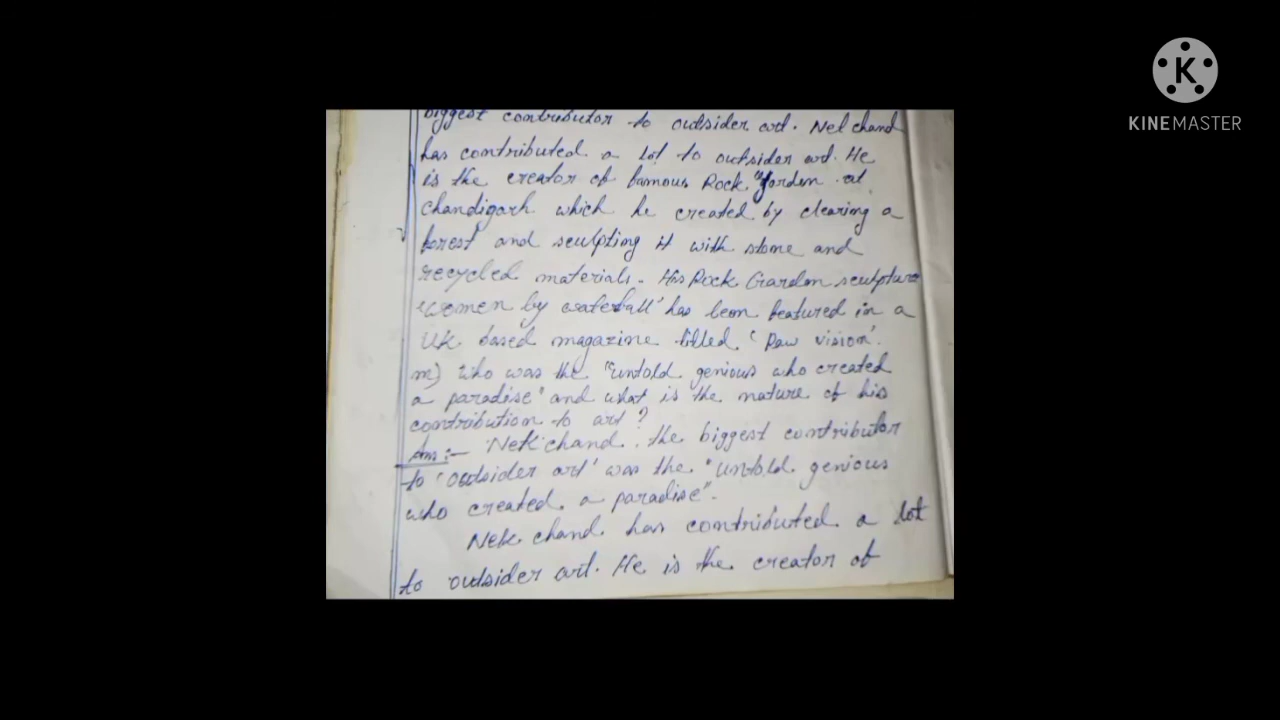 biggest contributor to outsider art. Nek chand
has contributed a lot to outsider art. He
is the creator of famous Rock "garden at
chandigarh which he created by clearing a
forest and sculpting it with stone and
recycled materials. His Rock Garden sculpture
'women by waterfall' has been featured in a
UK based magazine titled 'Raw vision'.
m) who was the "untold genious who created
a paradise" and what is the nature of his
contribution to art?
Ans:- Nek chand, the biggest contributor
to 'outsider art' was the "untold genious
who created a paradise".
Nek chand has contributed a lot
to outsider art. He is the creator of
K
KINEMASTER